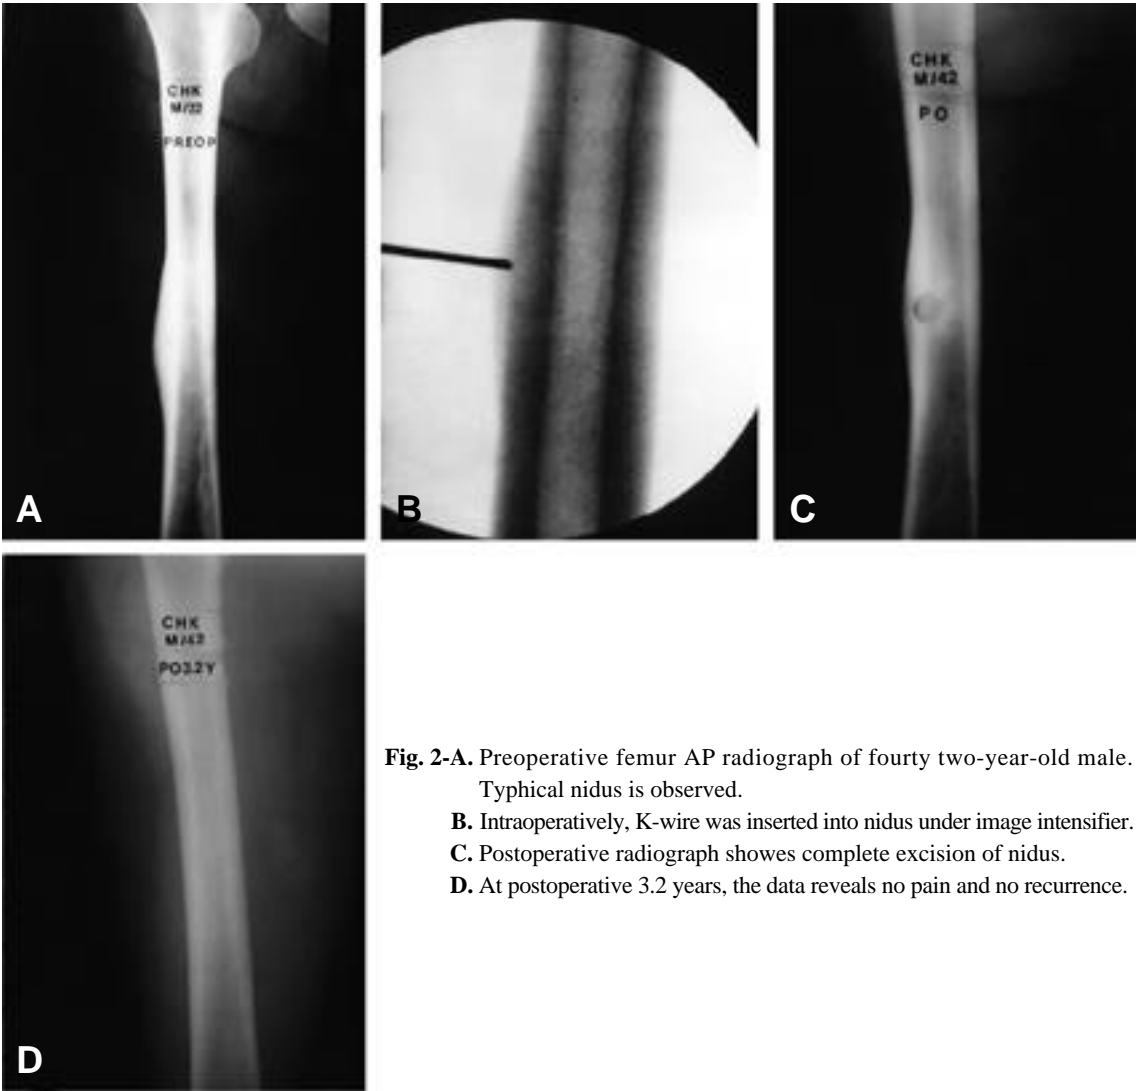 CHK
M/32
PREOP
A
B
CHK
M/42
PO
C
CHK
M/42
PO3.2Y
D
Fig. 2-A. Preoperative femur AP radiograph of fourty two-year-old male.
Typhical nidus is observed.
B. Intraoperatively, K-wire was inserted into nidus under image intensifier.
C. Postoperative radiograph showes complete excision of nidus.
D. At postoperative 3.2 years, the data reveals no pain and no recurrence.